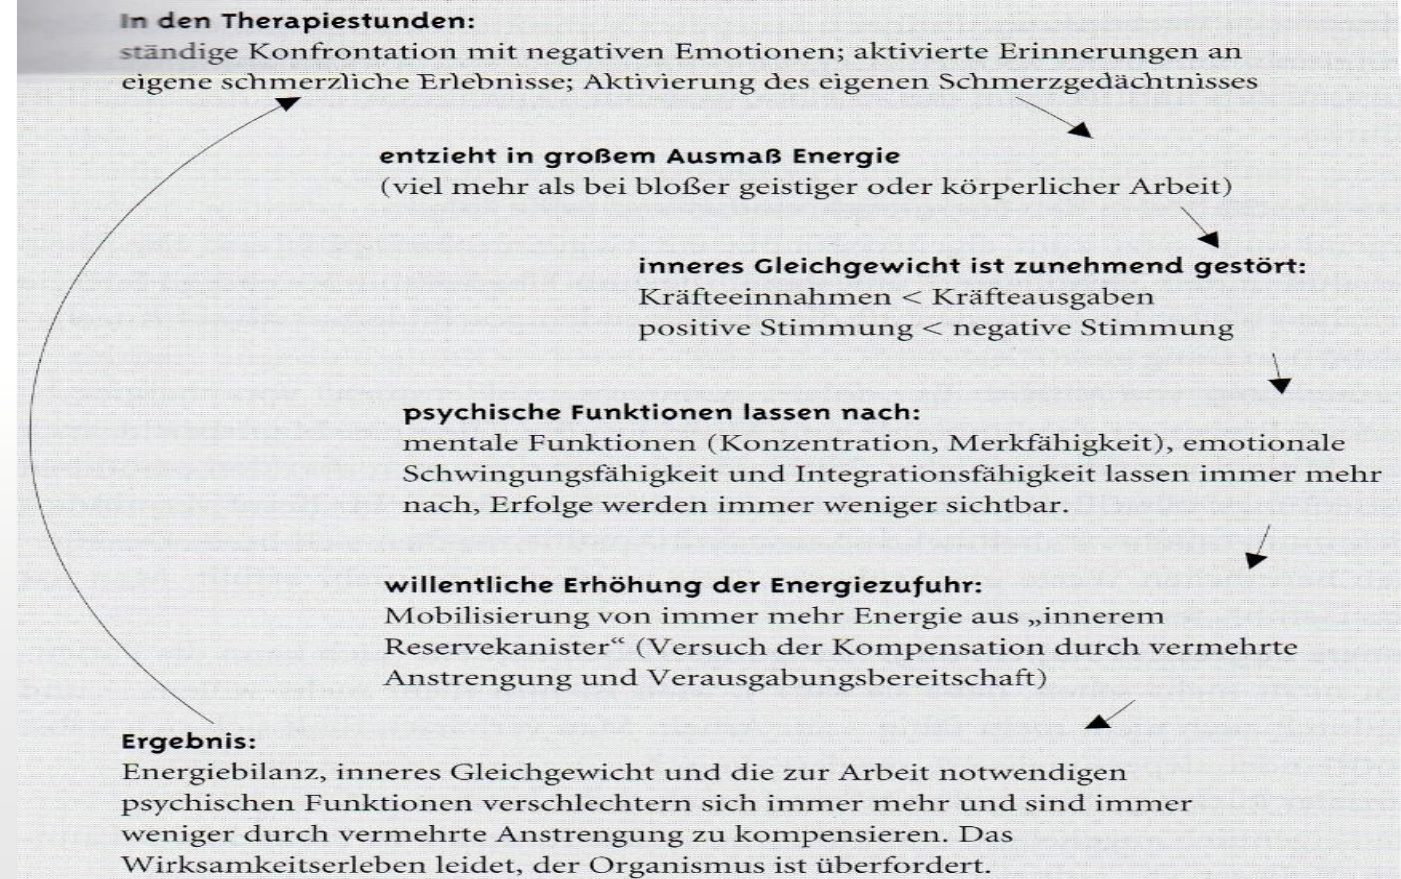 In den Therapiestunden:
ständige Konfrontation mit negativen Emotionen; aktivierte Erinnerungen an
eigene schmerzliche Erlebnisse; Aktivierung des eigenen Schmerzgedächtnisses
entzieht in großem Ausmaß Energie
(viel mehr als bei bloßer geistiger oder körperlicher Arbeit)
inneres Gleichgewicht ist zunehmend gestört:
Kräfteeinnahmen < Kräfteausgaben
positive Stimmung < negative Stimmung
psychische Funktionen lassen nach:
mentale Funktionen (Konzentration, Merkfähigkeit), emotionale
Schwingungsfähigkeit und Integrationsfähigkeit lassen immer mehr
nach, Erfolge werden immer weniger sichtbar.
willentliche Erhöhung der Energiezufuhr:
Mobilisierung von immer mehr Energie aus „innerem
Reservekanister“ (Versuch der Kompensation durch vermehrte
Anstrengung und Verausgabungsbereitschaft)
Ergebnis:
Energiebilanz, inneres Gleichgewicht und die zur Arbeit notwendigen
psychischen Funktionen verschlechtern sich immer mehr und sind immer
weniger durch vermehrte Anstrengung zu kompensieren. Das
Wirksamkeitserleben leidet, der Organismus ist überfordert.